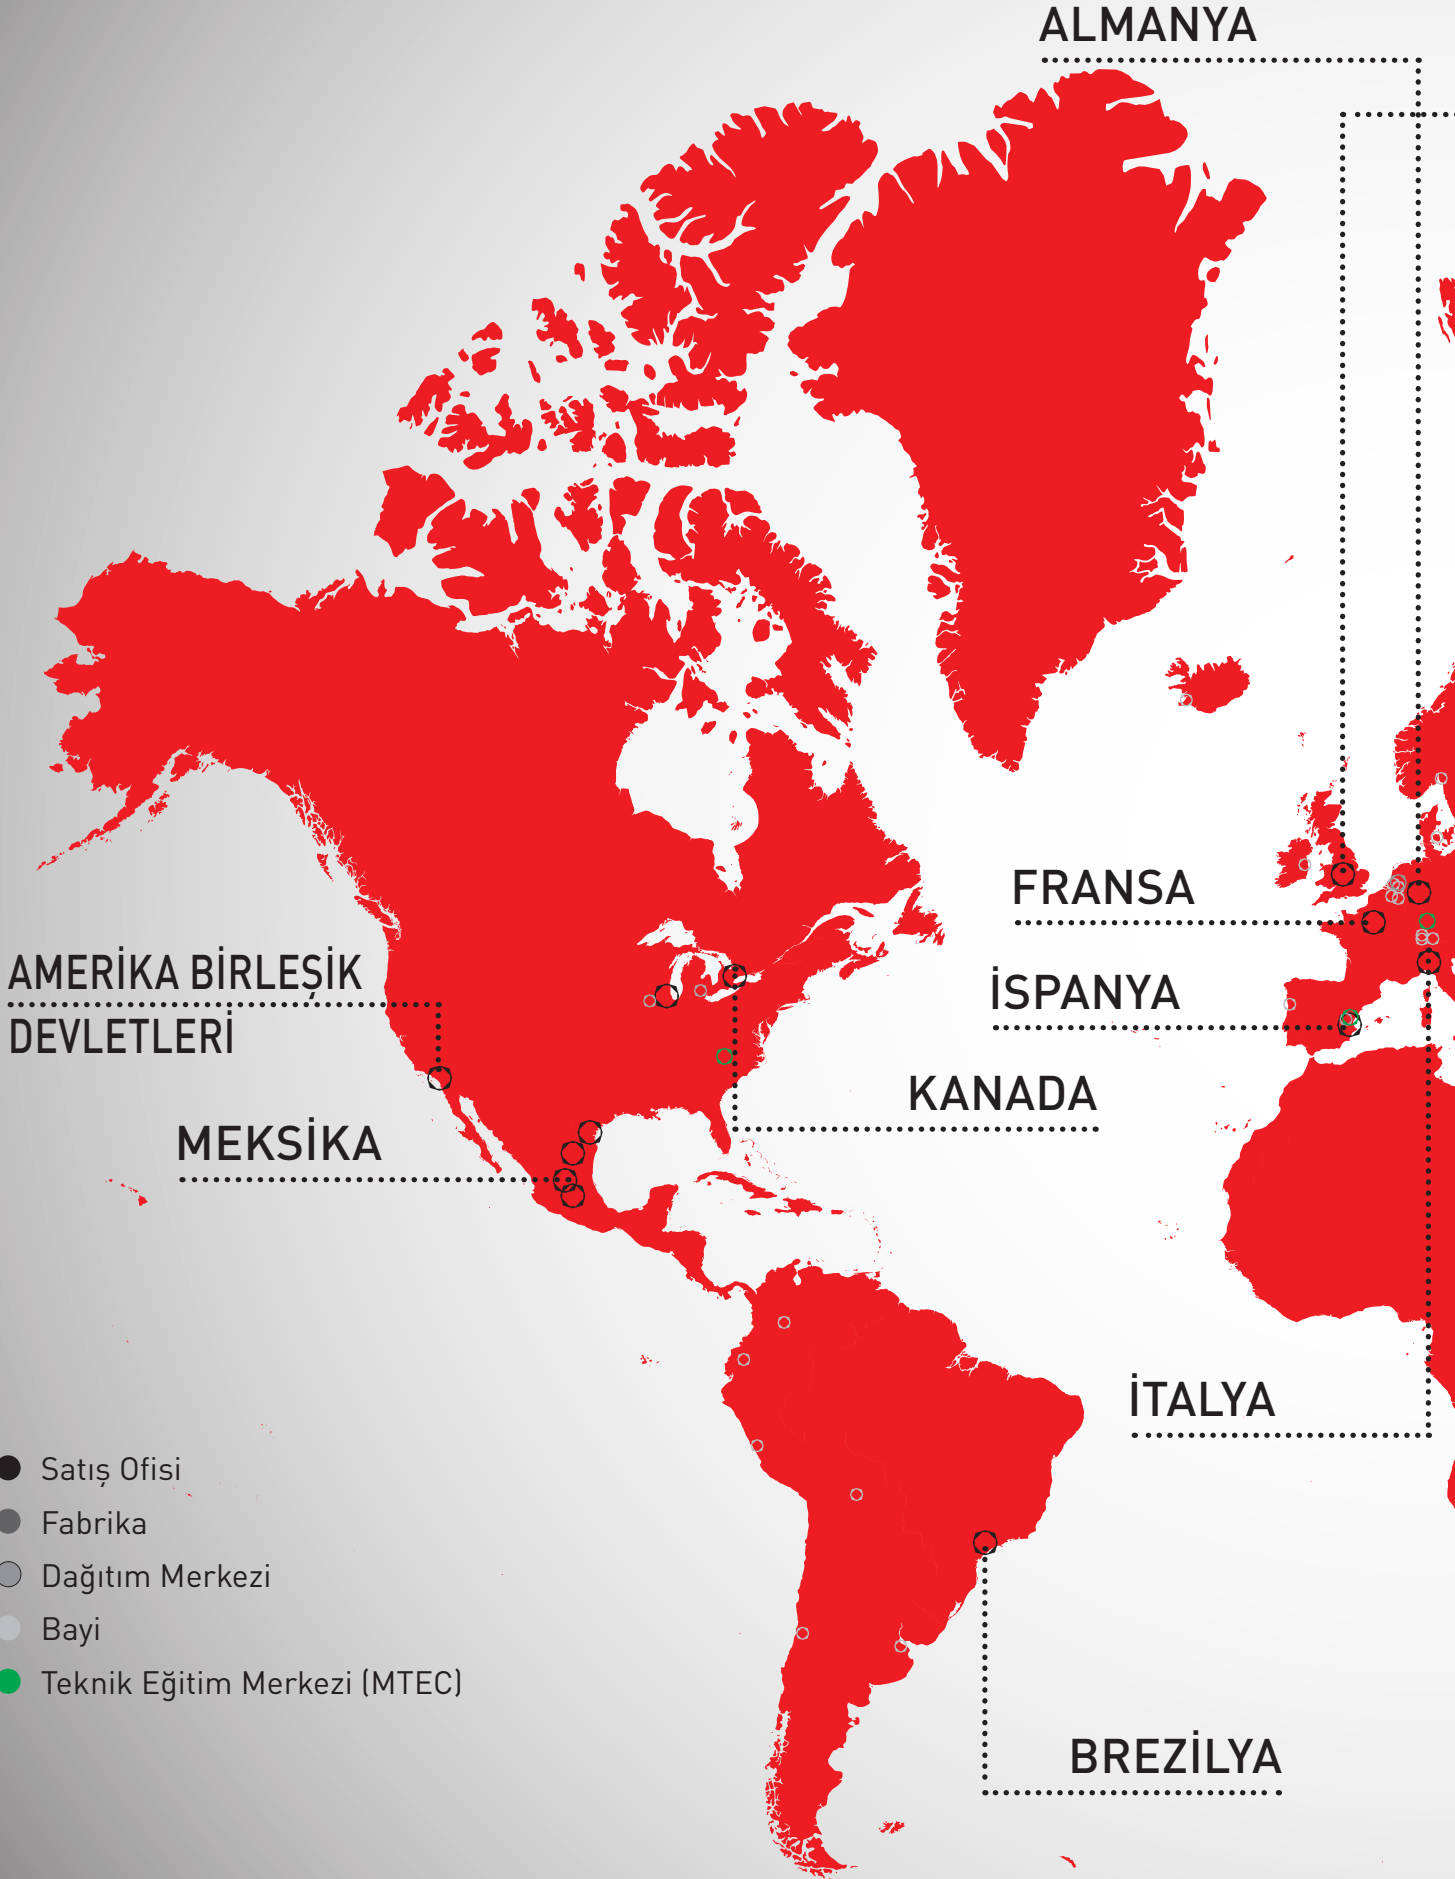 ALMANYA
FRANSA
AMERİKA BİRLEŞİK
DEVLETLERİ
İSPANYA
KANADA
MEKSİKA
İTALYA
Satış Ofisi
Fabrika
Dağıtım Merkezi
Bayi
Teknik Eğitim Merkezi (MTEC)
BREZİLYA